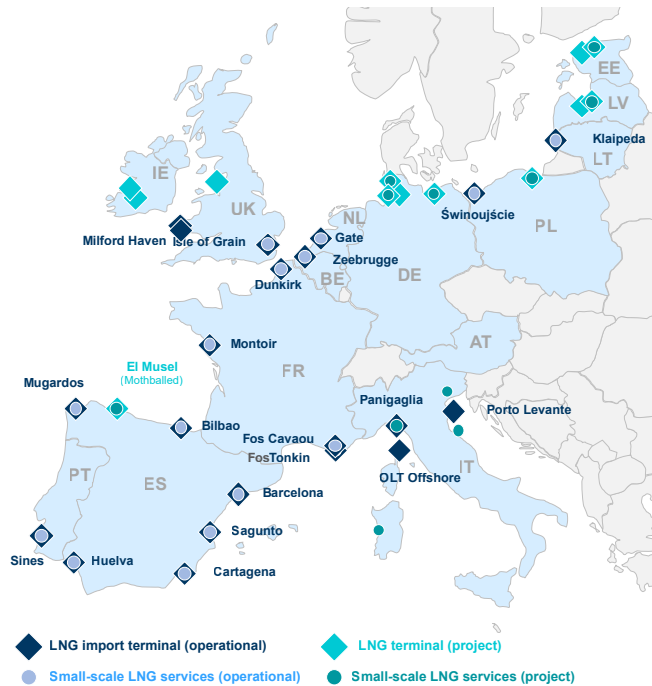 EE
LV
Klaipeda
LT
IE
UK
Milford Haven
Isle of Grain
NL
Gate
Świnoujście
PL
Zeebrugge
BE
DE
Dunkirk
AT
Montoir
FR
El Musel
(Mothballed)
Mugardos
Panigaglia
Porto Levante
Bilbao
Fos Cavaou
FosTonkin
IT
OLT Offshore
PT
ES
Barcelona
Sagunto
Sines
Huelva
Cartagena
LNG import terminal (operational)
LNG terminal (project)
Small-scale LNG services (operational)
Small-scale LNG services (project)